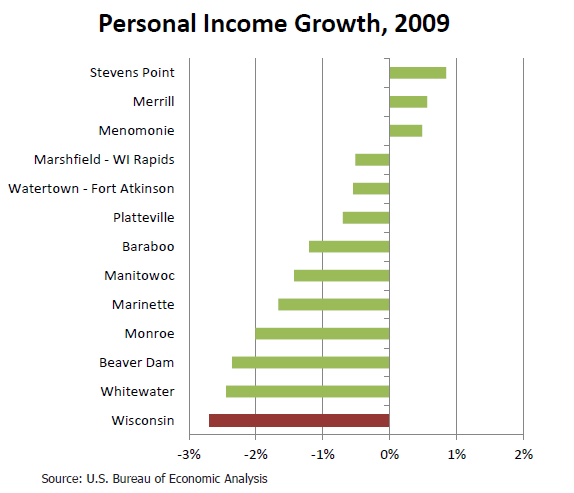 Personal Income Growth, 2009
Stevens Point
Merrill
Menomonie
Marshfield - WI Rapids
Watertown - Fort Atkinson
Platteville
Baraboo
Manitowoc
Marinette
Monroe
Beaver Dam
Whitewater
Wisconsin
-3% -2% -1% 0% 1% 2%
Source: U.S. Bureau of Economic Analysis